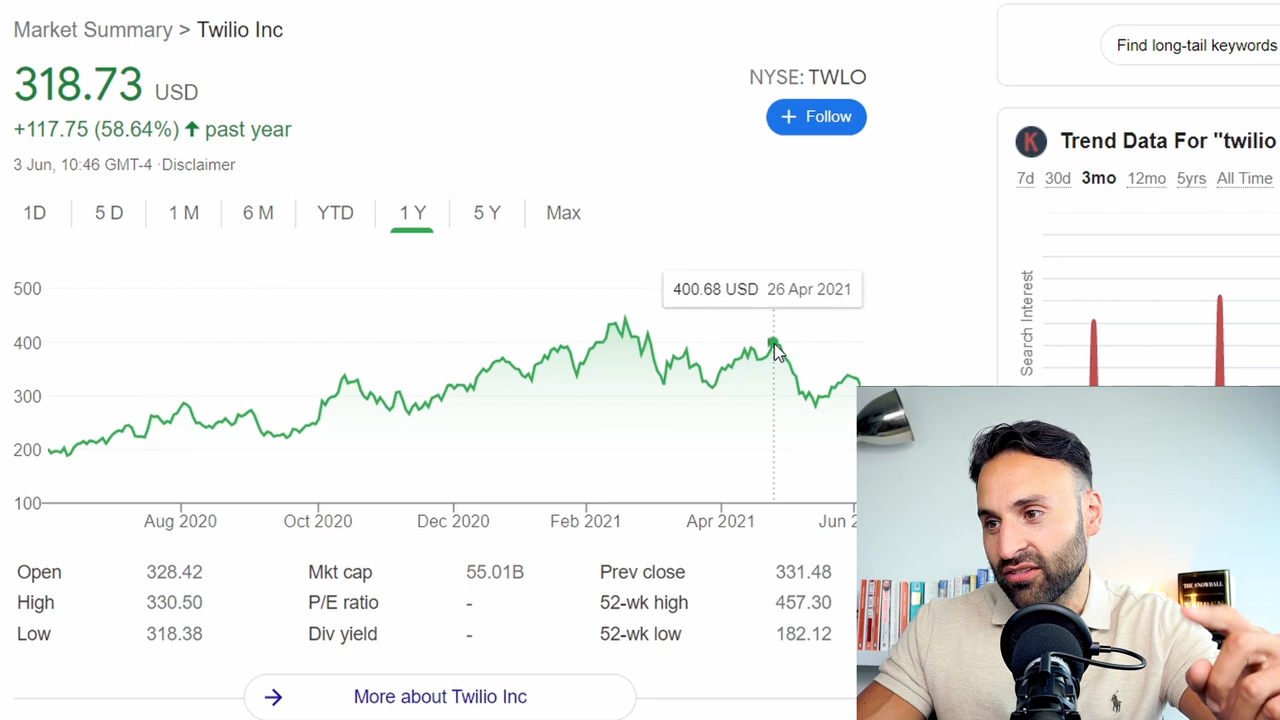 Market Summary > Twilio Inc
318.73 USD
+117.75 (58.64%) ↑ past year
3 Jun, 10:46 GMT-4 ·Disclaimer
NYSE: TWLO
+ Follow
1D 5 D 1 M 6 M YTD 1 Y 5 Y Max
400.68 USD 26 Apr 2021
500
400
300
200
100
Aug 2020 Oct 2020 Dec 2020 Feb 2021 Apr 2021 Jun 2
Open 328.42 Mkt cap 55.01B Prev close 331.48
High 330.50 P/E ratio - 52-wk high 457.30
Low 318.38 Div yield - 52-wk low 182.12
→ More about Twilio Inc
Find long-tail keywords
K Trend Data For "twilio
7d 30d 3mo 12mo 5yrs All Time
Search Interest
THE SNOWBALL